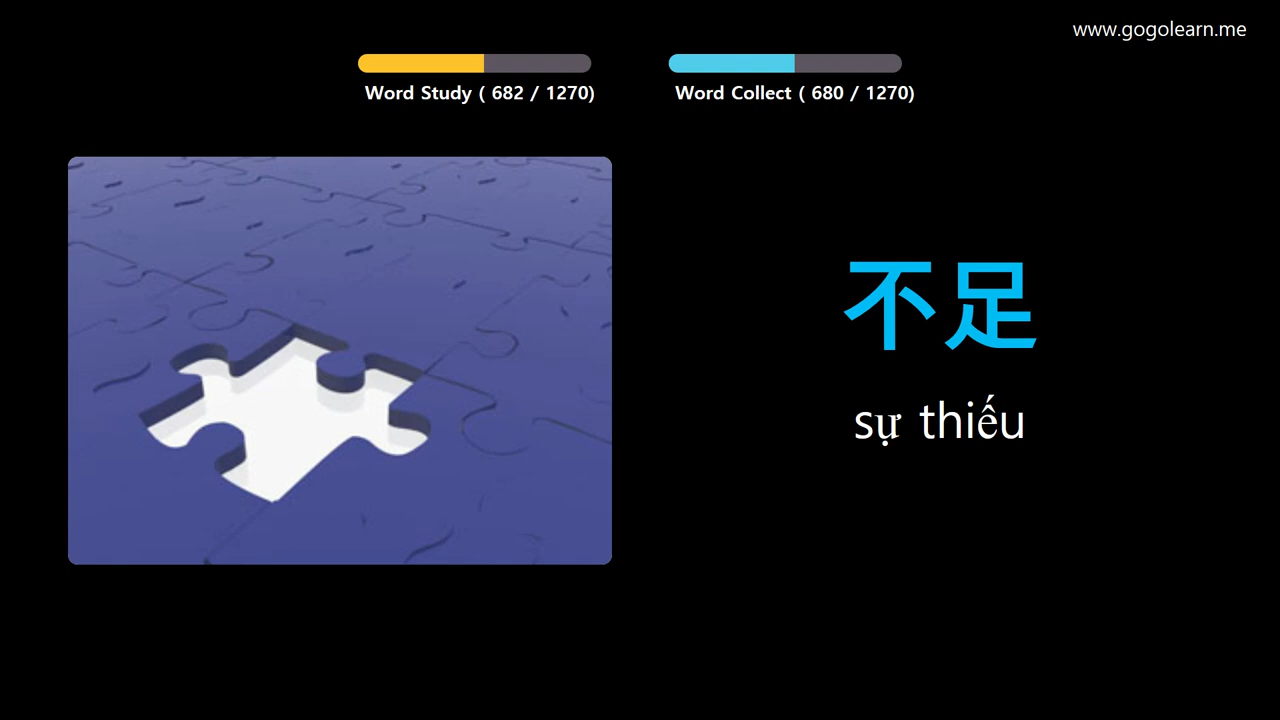 www.gogolearn.me
Word Study ( 682 / 1270)
Word Collect ( 680 / 1270)
不足
sự thiếu